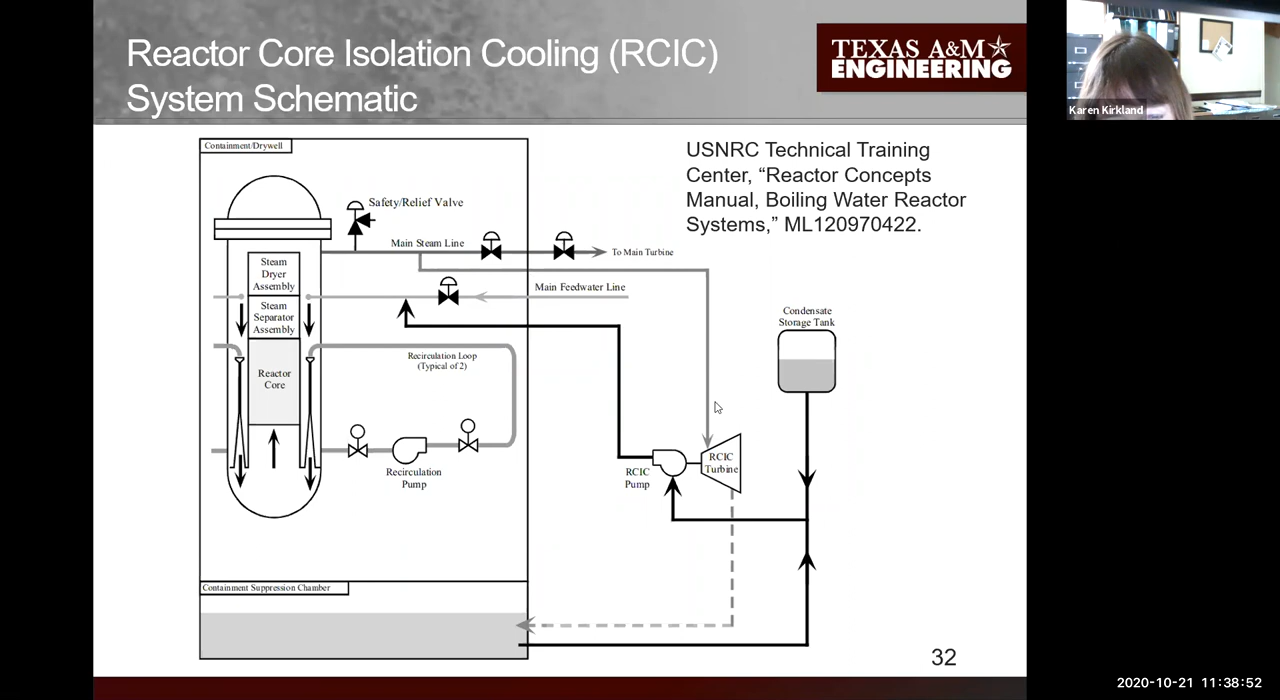 Reactor Core Isolation Cooling (RCIC)
System Schematic
TEXAS A&M
ENGINEERING
Karen Kirkland
Containment/Drywell
USNRC Technical Training
Center, “Reactor Concepts
Manual, Boiling Water Reactor
Systems,” ML120970422.
Safety/Relief Valve
Main Steam Line
To Main Turbine
Steam
Dryer
Assembly
Main Feedwater Line
Steam
Separator
Assembly
Condensate
Storage Tank
Recirculation Loop
(Typical of 2)
Reactor
Core
Recirculation
Pump
RCIC
Pump
RCIC
Turbine
Containment Suppression Chamber
32
2020-10-21 11:38:52